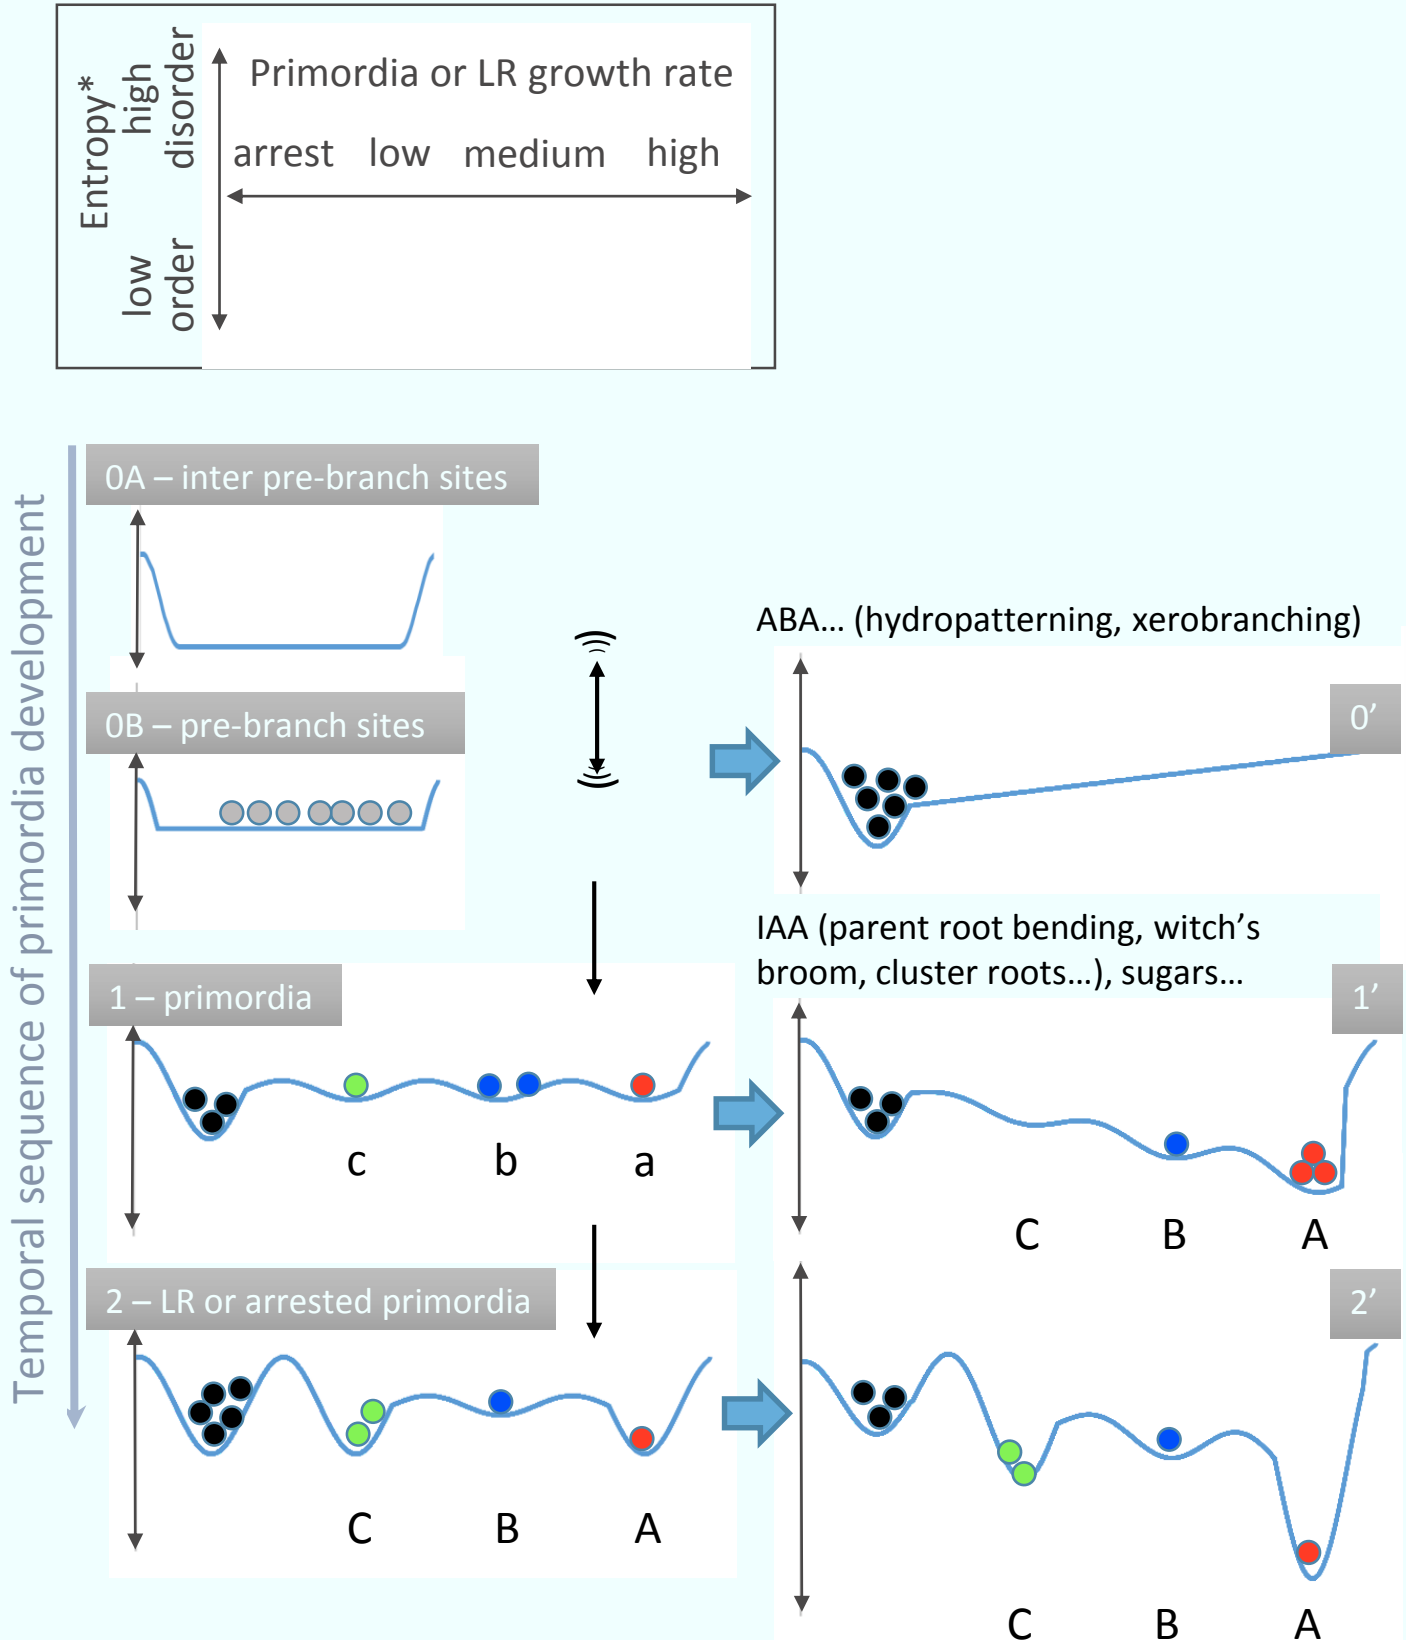 Entropy*
high
disorder
low
order
Primordia or LR growth rate
arrest low medium high
Temporal sequence of primordia development
0A – inter pre-branch sites
0B – pre-branch sites
ABA... (hydropatterning, xerobranching)
0’
1 – primordia
c b a
IAA (parent root bending, witch’s
broom, cluster roots...), sugars...
1’
C B A
2 – LR or arrested primordia
C B A
2’
C B A